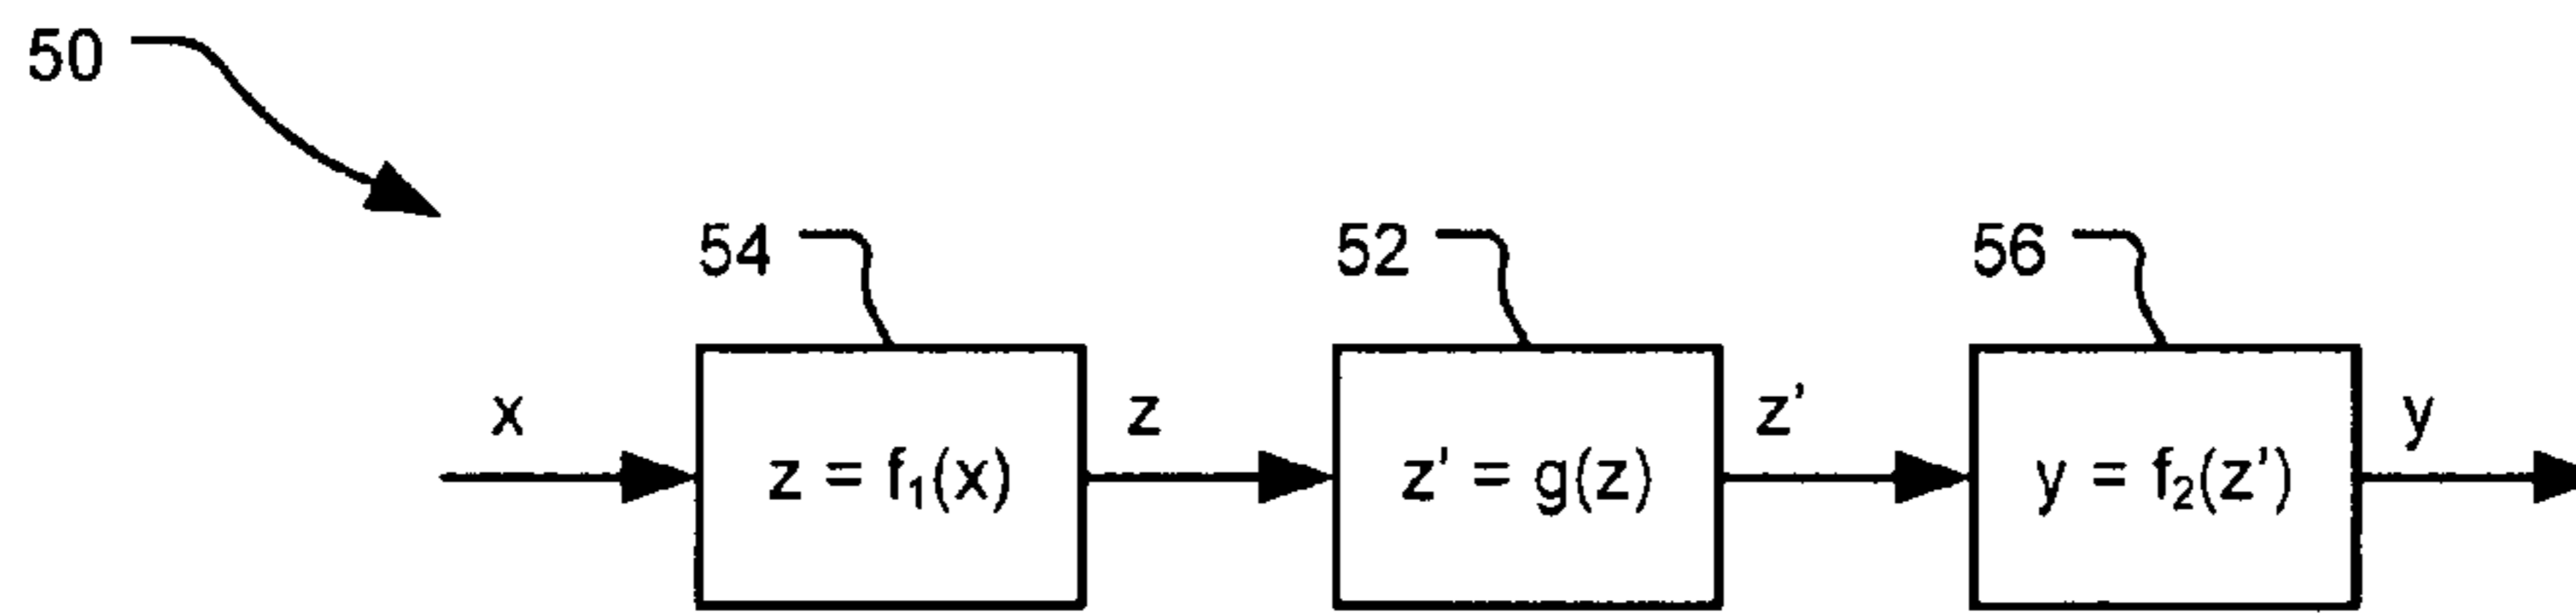 50
54
52
56
x
z = f₁(x)
z
z' = g(z)
z'
y = f₂(z')
y